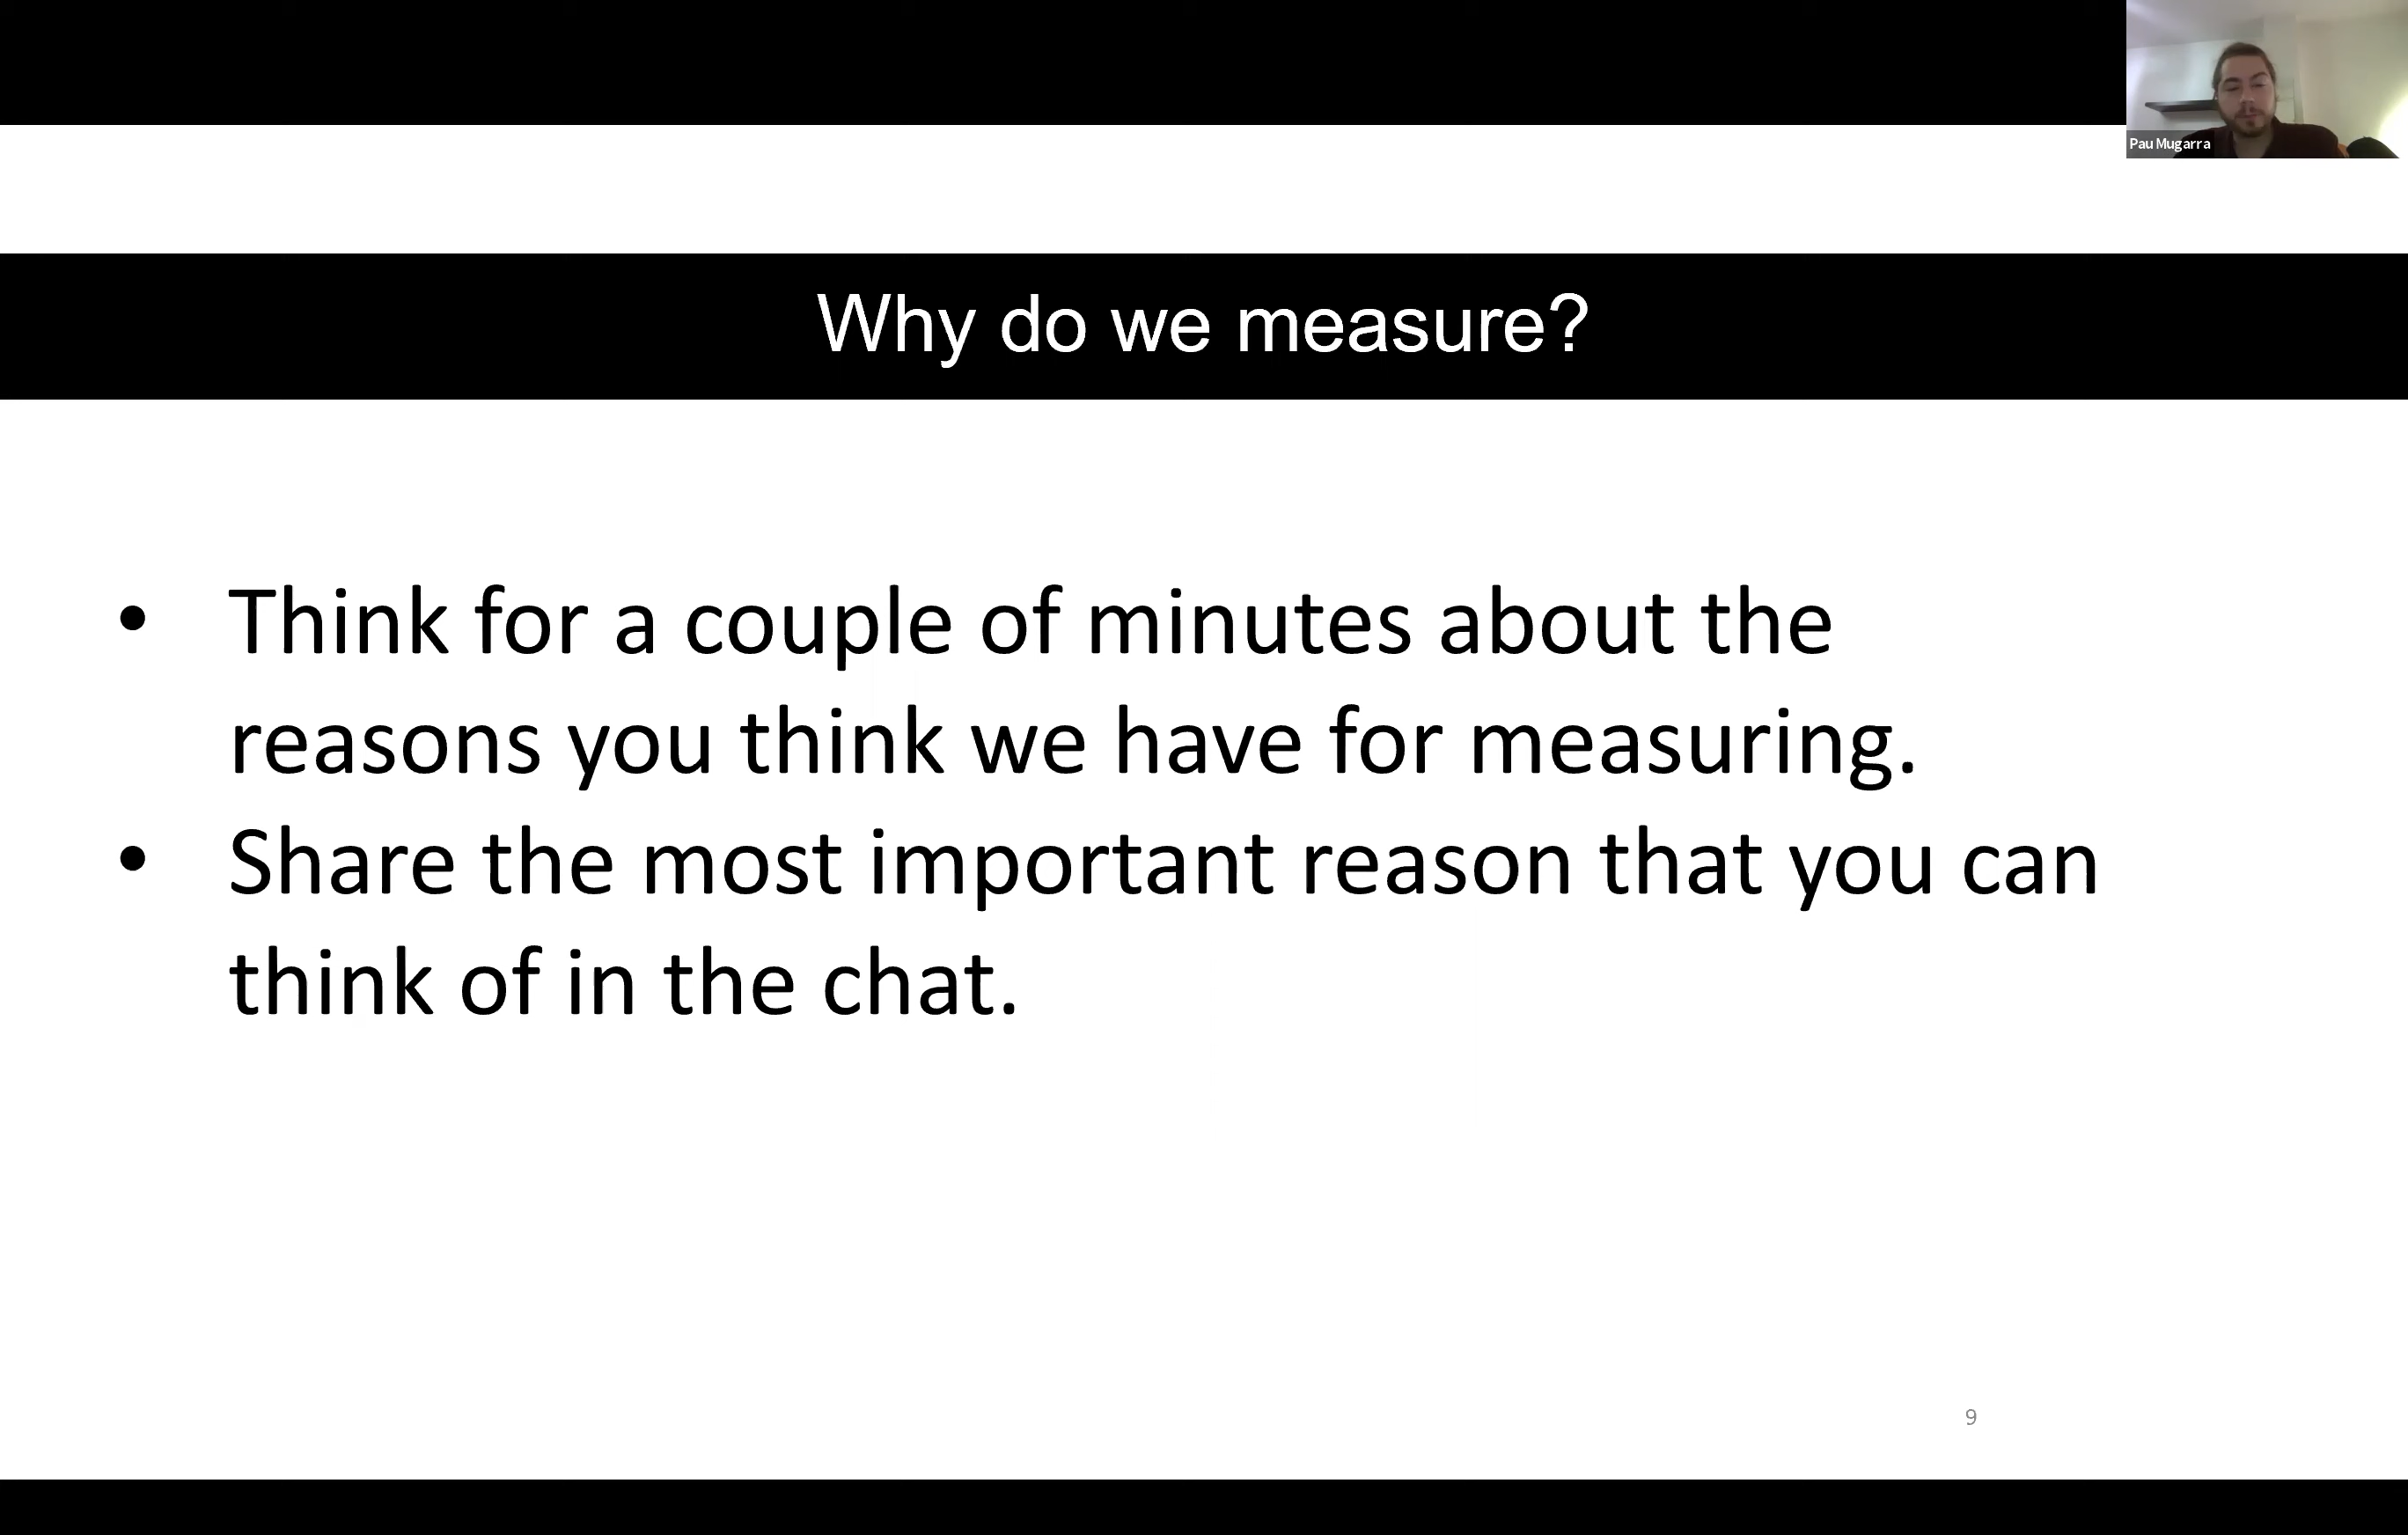 Pau Mugarra
Why do we measure?
• Think for a couple of minutes about the
reasons you think we have for measuring.
• Share the most important reason that you can
think of in the chat.
9